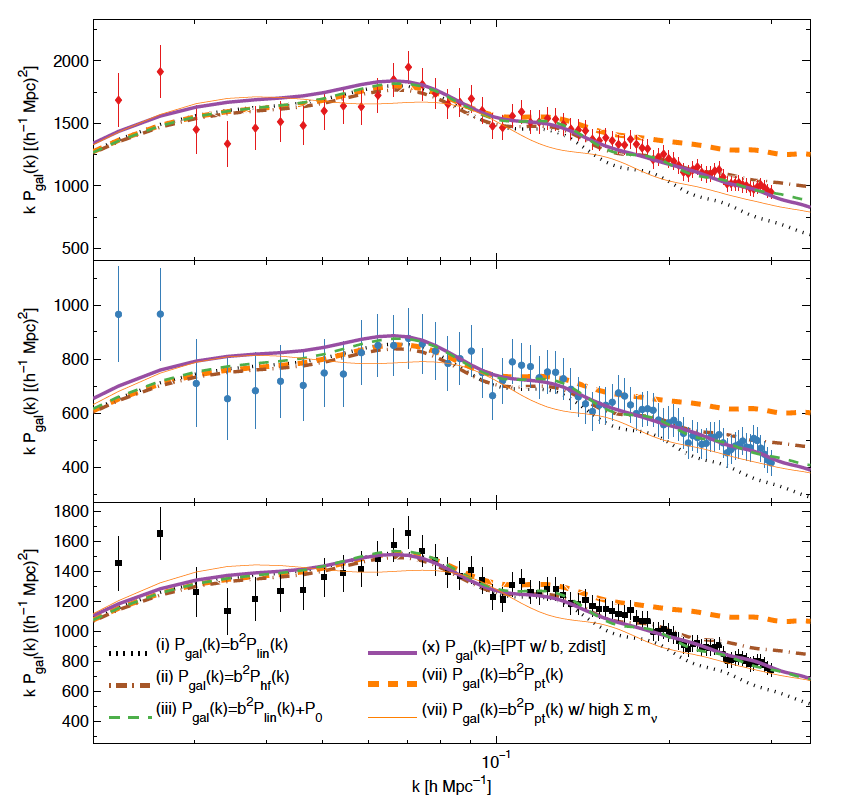 2000
1500
1000
500
k P_gal(k) [(h^−1 Mpc)^2]
1000
800
600
400
k P_gal(k) [(h^−1 Mpc)^2]
1800
1600
1400
1200
1000
800
600
400
k P_gal(k) [(h^−1 Mpc)^2]
(i) P_gal(k)=b^2P_lin(k)
(ii) P_gal(k)=b^2P_hf(k)
(iii) P_gal(k)=b^2P_lin(k)+P_0
(x) P_gal(k)=[PT w/ b, zdist]
(vii) P_gal(k)=b^2P_pt(k)
(vii) P_gal(k)=b^2P_pt(k) w/ high Σ m_ν
10^−1
k [h Mpc^−1]